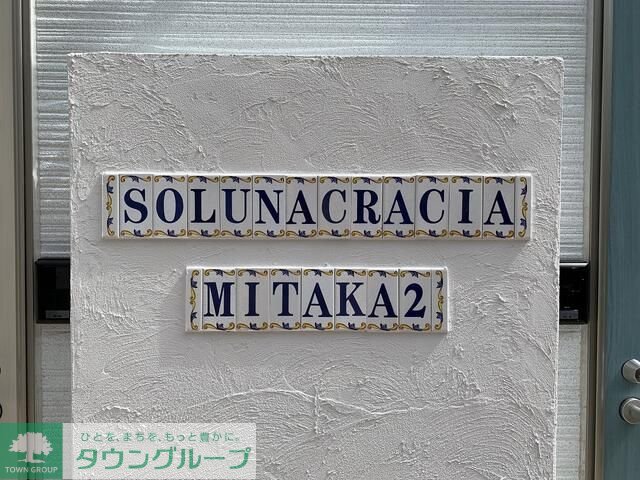 SOLUNACRACIA
MITAKA2
ひとを、まちを、もっと豊かに。
TOWN GROUP
タウングループ